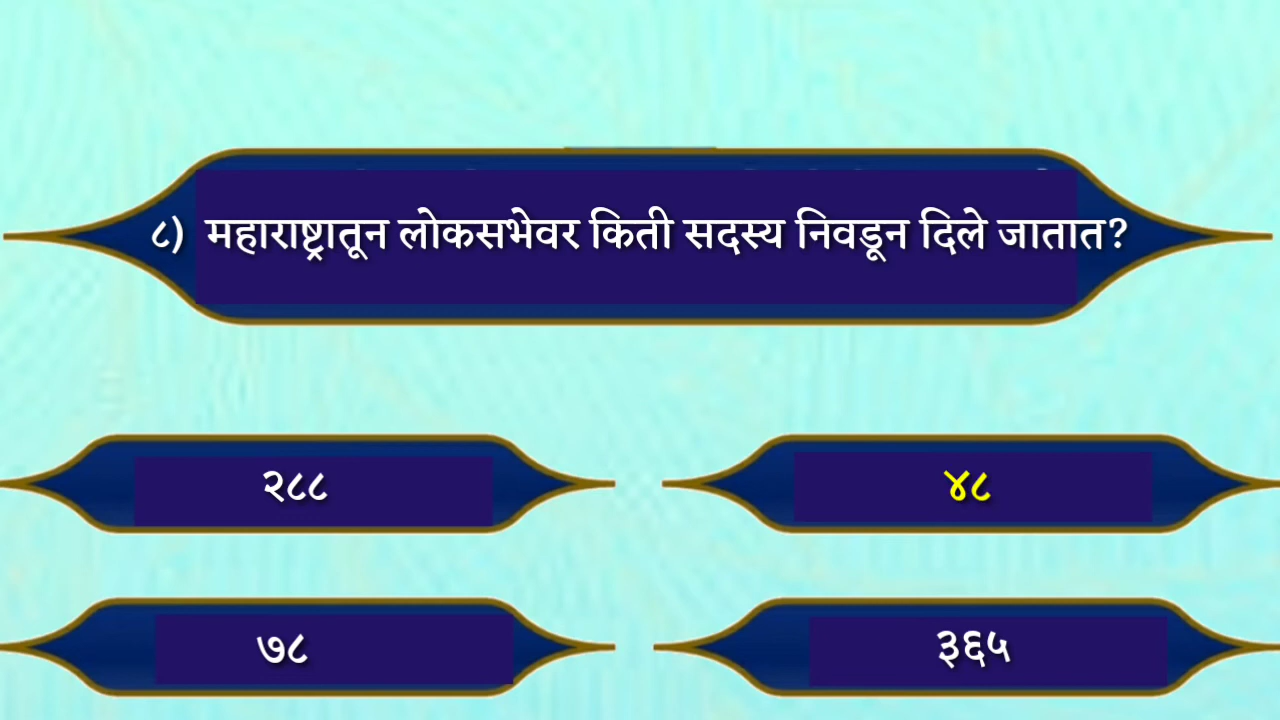 ८) महाराष्ट्रातून लोकसभेवर किती सदस्य निवडून दिले जातात?
२८८
४८
७८
३६५